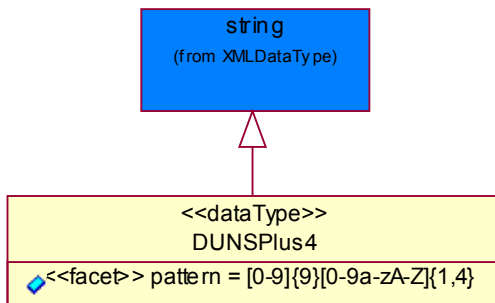 string
(from XMLDataType)
<<dataType>>
DUNSPlus4
<<facet>> pattern = [0-9]{9}[0-9a-zA-Z]{1,4}